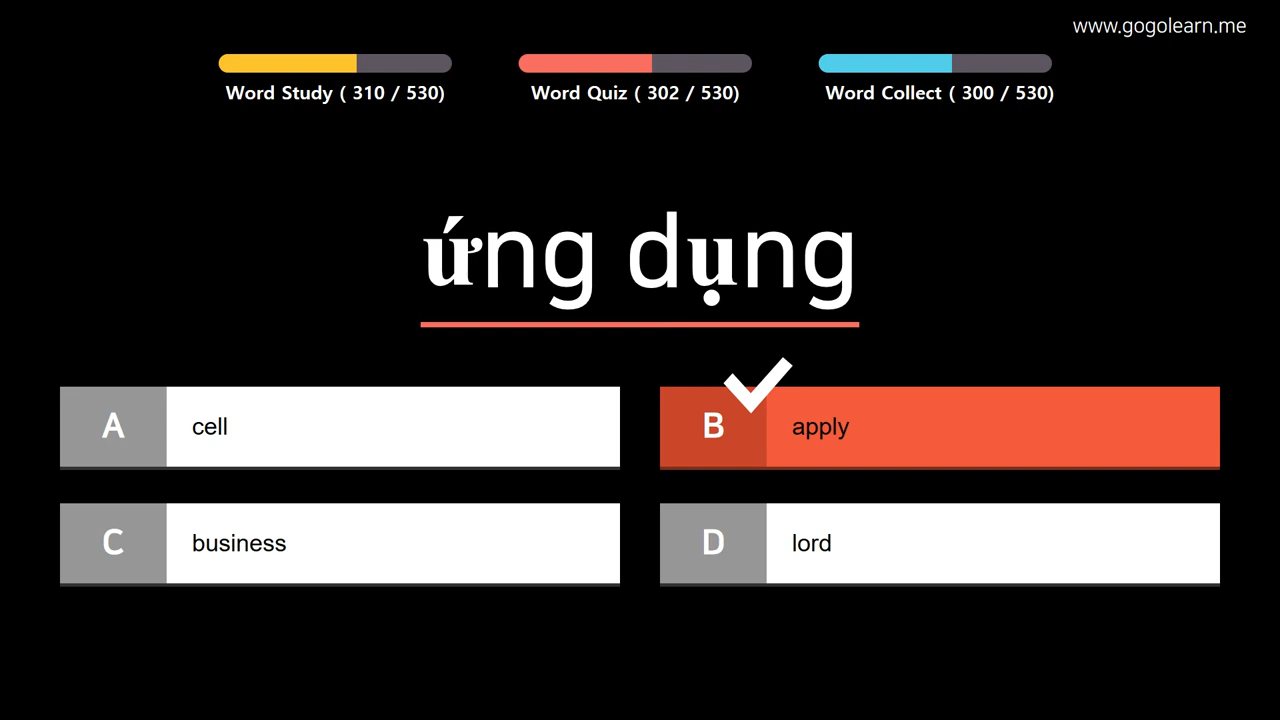 www.gogolearn.me
Word Study ( 310 / 530)
Word Quiz ( 302 / 530)
Word Collect ( 300 / 530)
ứng dụng
A cell
B apply
C business
D lord